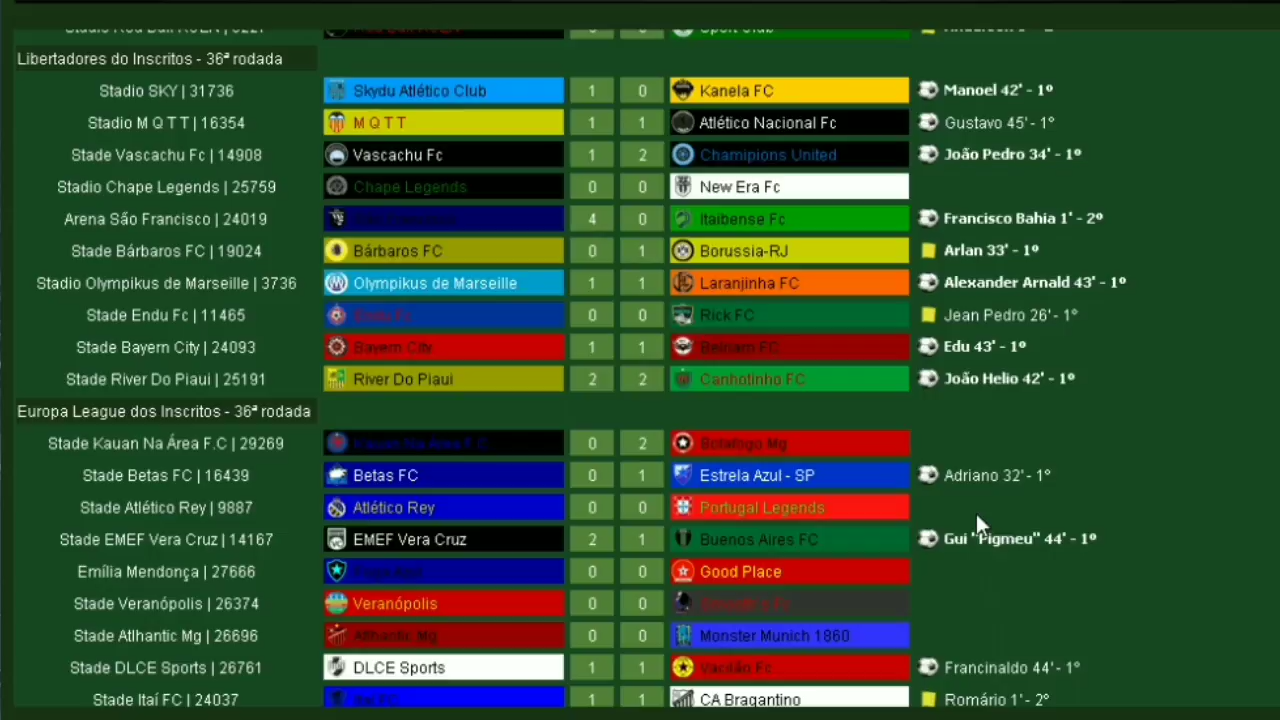 Libertadores do Inscritos - 36ª rodada
Stadio SKY | 31736 Skydu Atlético Club 1 0 Kanela FC Manoel 42' - 1º
Stadio M Q T T | 16354 M Q T T 1 1 Atlético Nacional Fc Gustavo 45' - 1º
Stade Vascachu Fc | 14908 Vascachu Fc 1 2 Chamipions United João Pedro 34' - 1º
Stadio Chape Legends | 25759 Chape Legends 0 0 New Era Fc
Arena São Francisco | 24019 4 0 Itaibense Fc Francisco Bahia 1' - 2º
Stade Bárbaros FC | 19024 Bárbaros FC 0 1 Borussia-RJ Arlan 33' - 1º
Stadio Olympikus de Marseille | 3736 Olympikus de Marseille 1 1 Laranjinha FC Alexander Arnald 43' - 1º
Stade Endu Fc | 11465 Endu Fc 0 0 Rick FC Jean Pedro 26' - 1º
Stade Bayern City | 24093 Bayern City 1 1 FC Edu 43' - 1º
Stade River Do Piaui | 25191 River Do Piaui 2 2 Canhotinho FC João Helio 42' - 1º
Europa League dos Inscritos - 36ª rodada
Stade Kauan Na Área F.C | 29269 Kauan Na Área F.C 0 2 Botafogo Mg
Stade Betas FC | 16439 Betas FC 0 1 Estrela Azul - SP Adriano 32' - 1º
Stade Atlético Rey | 9887 Atlético Rey 0 0 Portugal Legends
Stade EMEF Vera Cruz | 14167 EMEF Vera Cruz 2 1 Buenos Aires FC Gui "Pigmeu" 44' - 1º
Emília Mendonça | 27666 0 0 Good Place
Stade Veranópolis | 26374 Veranópolis 0 0
Stade Atlhantic Mg | 26696 Atlhantic Mg 0 0 Monster Munich 1860
Stade DLCE Sports | 26761 DLCE Sports 1 1 Vacilão Fc Francinaldo 44' - 1º
Stade Itaí FC | 24037 Itaí FC 1 1 CA Bragantino Romário 1' - 2º